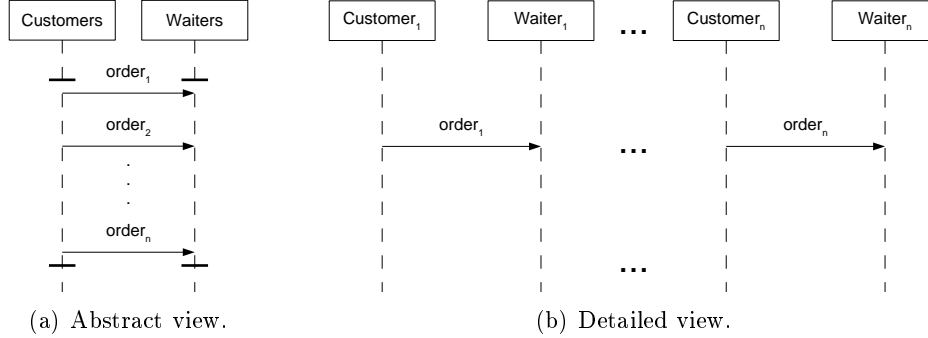 Customers Waiters
order₁
order₂
.
.
.
orderₙ
(a) Abstract view.
Customer₁ Waiter₁ ... Customerₙ Waiterₙ
order₁ ... orderₙ
...
(b) Detailed view.